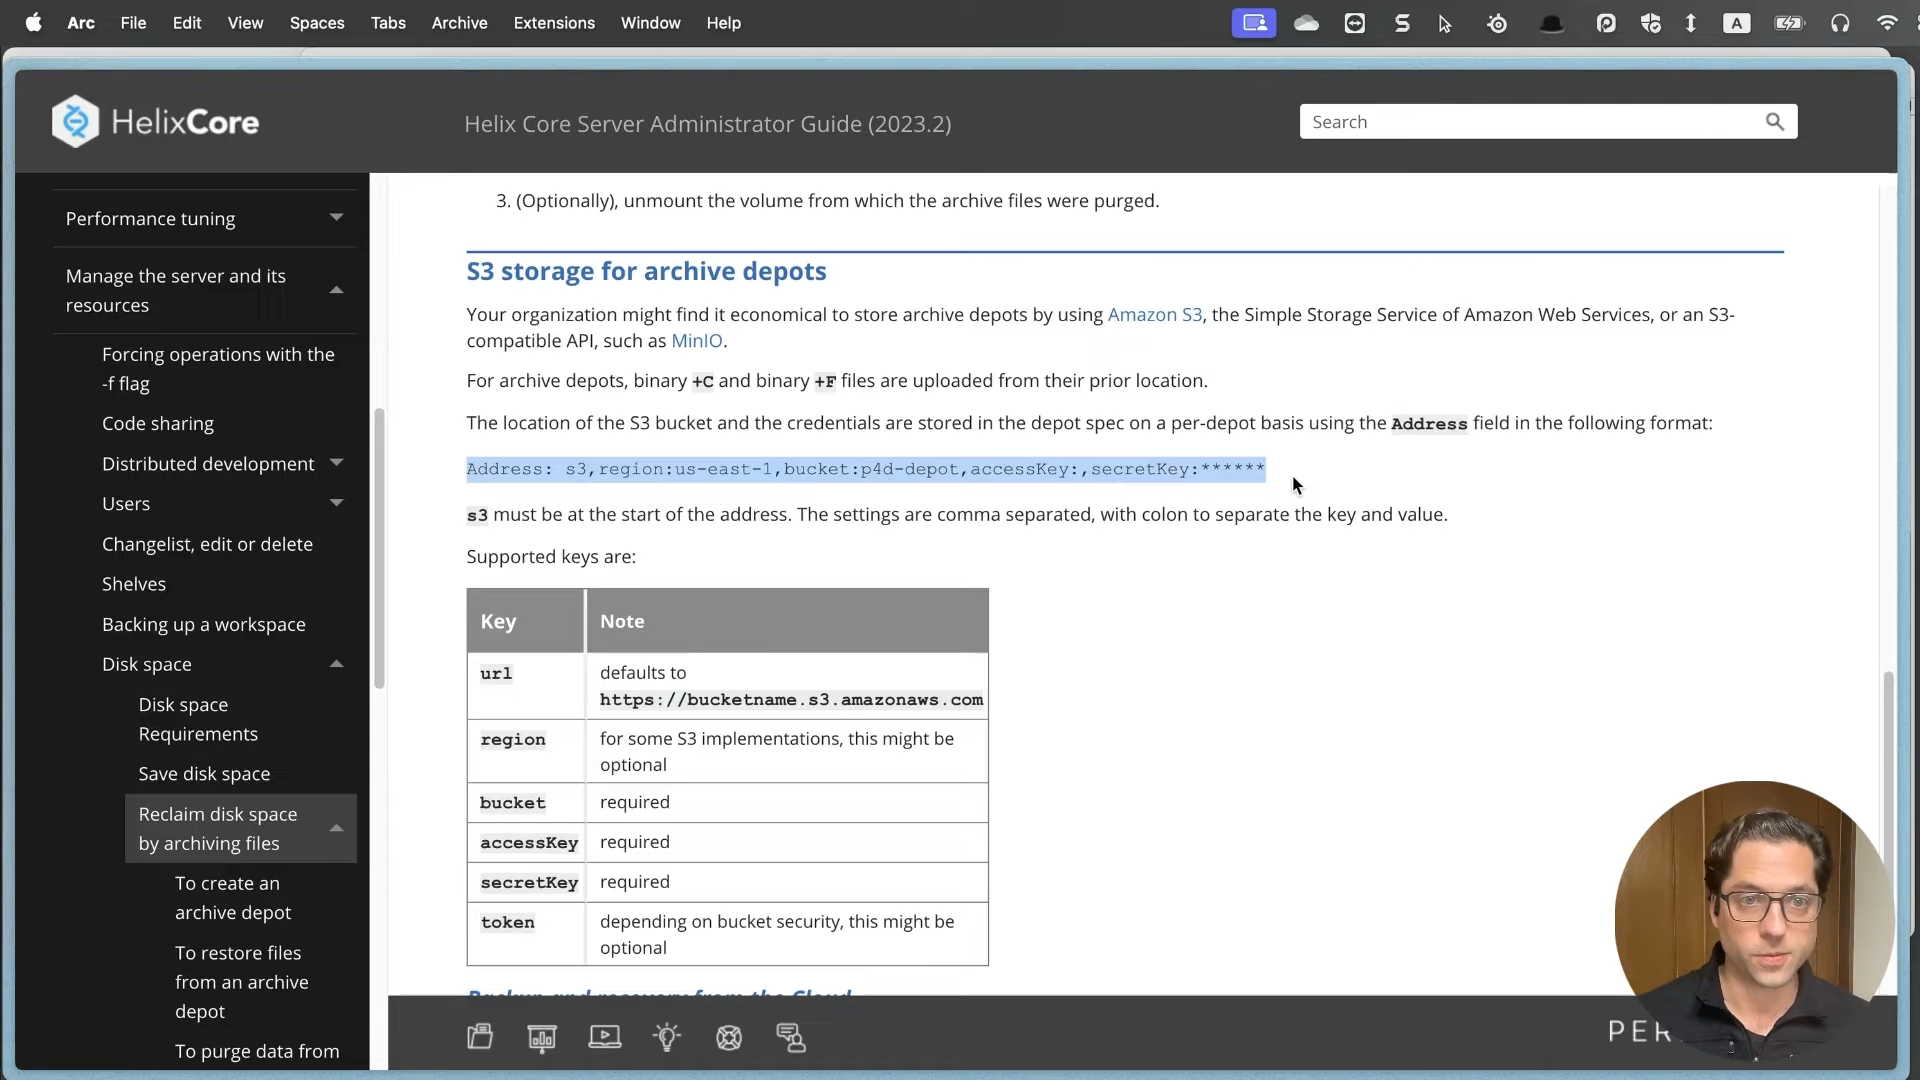 Arc File Edit View Spaces Tabs Archive Extensions Window Help
A
HelixCore
Helix Core Server Administrator Guide (2023.2)
Search
Performance tuning
Manage the server and its
resources
Forcing operations with the
-f flag
Code sharing
Distributed development
Users
Changelist, edit or delete
Shelves
Backing up a workspace
Disk space
Disk space
Requirements
Save disk space
Reclaim disk space
by archiving files
To create an
archive depot
To restore files
from an archive
depot
To purge data from
3. (Optionally), unmount the volume from which the archive files were purged.
S3 storage for archive depots
Your organization might find it economical to store archive depots by using Amazon S3, the Simple Storage Service of Amazon Web Services, or an S3-
compatible API, such as MinIO.
For archive depots, binary +C and binary +F files are uploaded from their prior location.
The location of the S3 bucket and the credentials are stored in the depot spec on a per-depot basis using the Address field in the following format:
Address: s3,region:us-east-1,bucket:p4d-depot,accessKey:,secretKey:******
s3 must be at the start of the address. The settings are comma separated, with colon to separate the key and value.
Supported keys are:
Key Note
url defaults to
https://bucketname.s3.amazonaws.com
region for some S3 implementations, this might be
optional
bucket required
accessKey required
secretKey required
token depending on bucket security, this might be
optional
Backup and recovery from the Cloud
PER